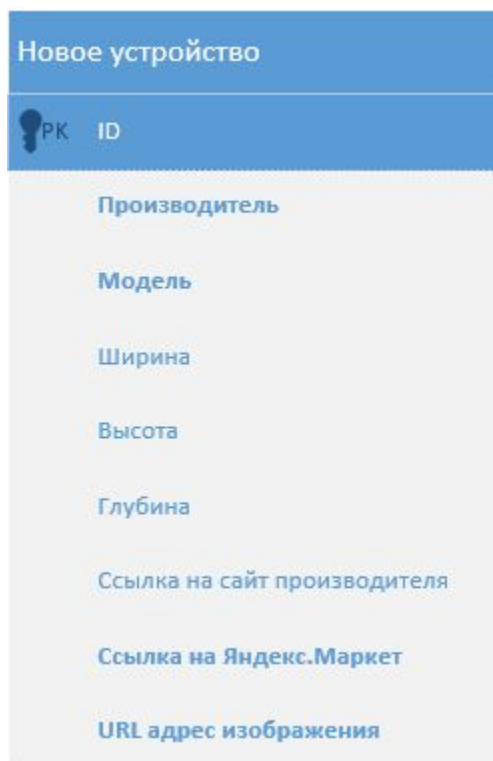 Новое устройство
PK ID
Производитель
Модель
Ширина
Высота
Глубина
Ссылка на сайт производителя
Ссылка на Яндекс.Маркет
URL адрес изображения